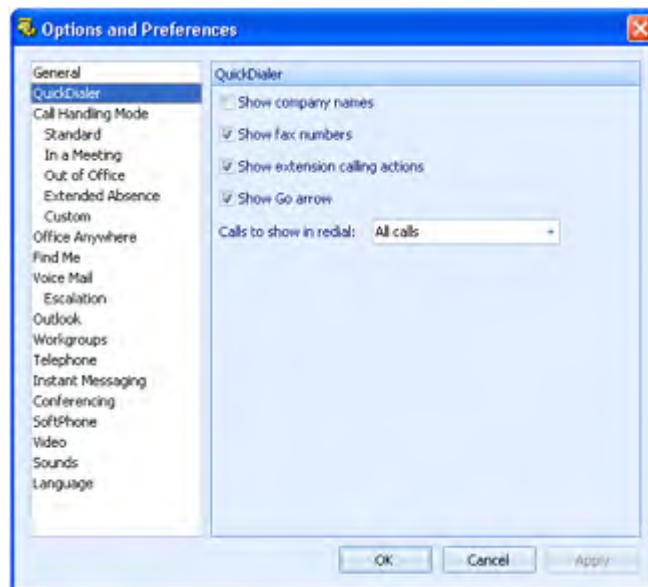 Options and Preferences
General
QuickDialer
Call Handling Mode
Standard
In a Meeting
Out of Office
Extended Absence
Custom
Office Anywhere
Find Me
Voice Mail
Escalation
Outlook
Workgroups
Telephone
Instant Messaging
Conferencing
SoftPhone
Video
Sounds
Language
QuickDialer
Show company names
Show fax numbers
Show extension calling actions
Show Go arrow
Calls to show in redial: All calls
OK Cancel Apply